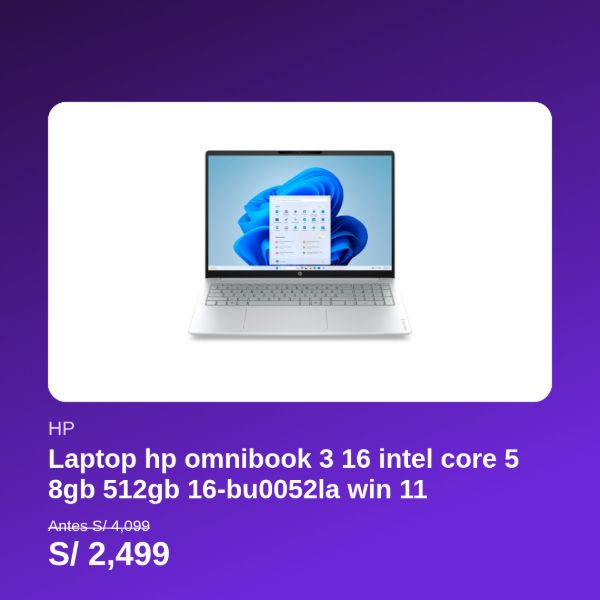 HP
Laptop hp omnibook 3 16 intel core 5
8gb 512gb 16-bu0052la win 11
Antes S/ 4,099
S/ 2,499